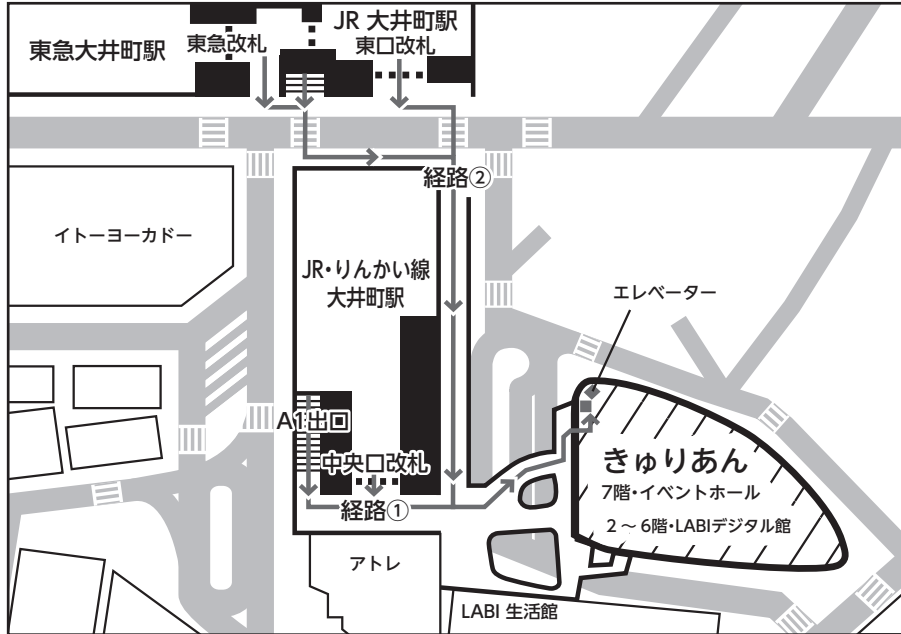 東急大井町駅
東急改札
JR 大井町駅
東口改札
経路②
イトーヨーカドー
JR・りんかい線
大井町駅
エレベーター
A1出口
中央口改札
経路①
きゅりあん
7階・イベントホール
2～6階・LABIデジタル館
アトレ
LABI 生活館